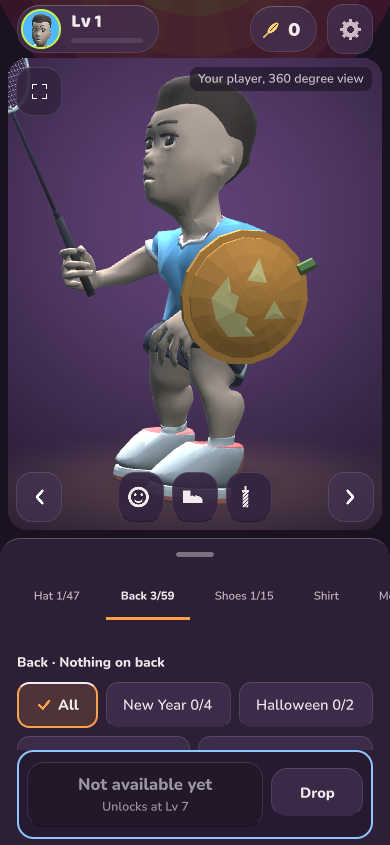 Lv 1
0
Your player, 360 degree view
Hat 1/47
Back 3/59
Shoes 1/15
Shirt
Back · Nothing on back
All
New Year 0/4
Halloween 0/2
Not available yet
Unlocks at Lv 7
Drop